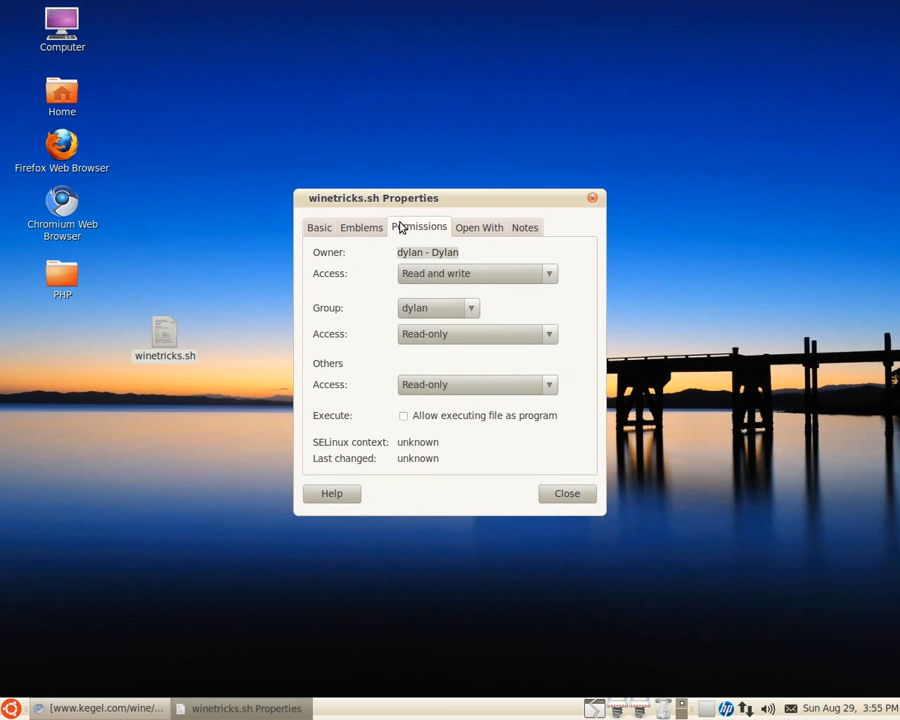 Computer
Home
Firefox Web Browser
Chromium Web
Browser
PHP
winetricks.sh
winetricks.sh Properties
Basic Emblems Permissions Open With Notes
Owner: dylan - Dylan
Access: Read and write
Group: dylan
Access: Read-only
Others
Access: Read-only
Execute: Allow executing file as program
SELinux context: unknown
Last changed: unknown
Help Close
[www.kegel.com/wine/... winetricks.sh Properties hp Sun Aug 29, 3:55 PM